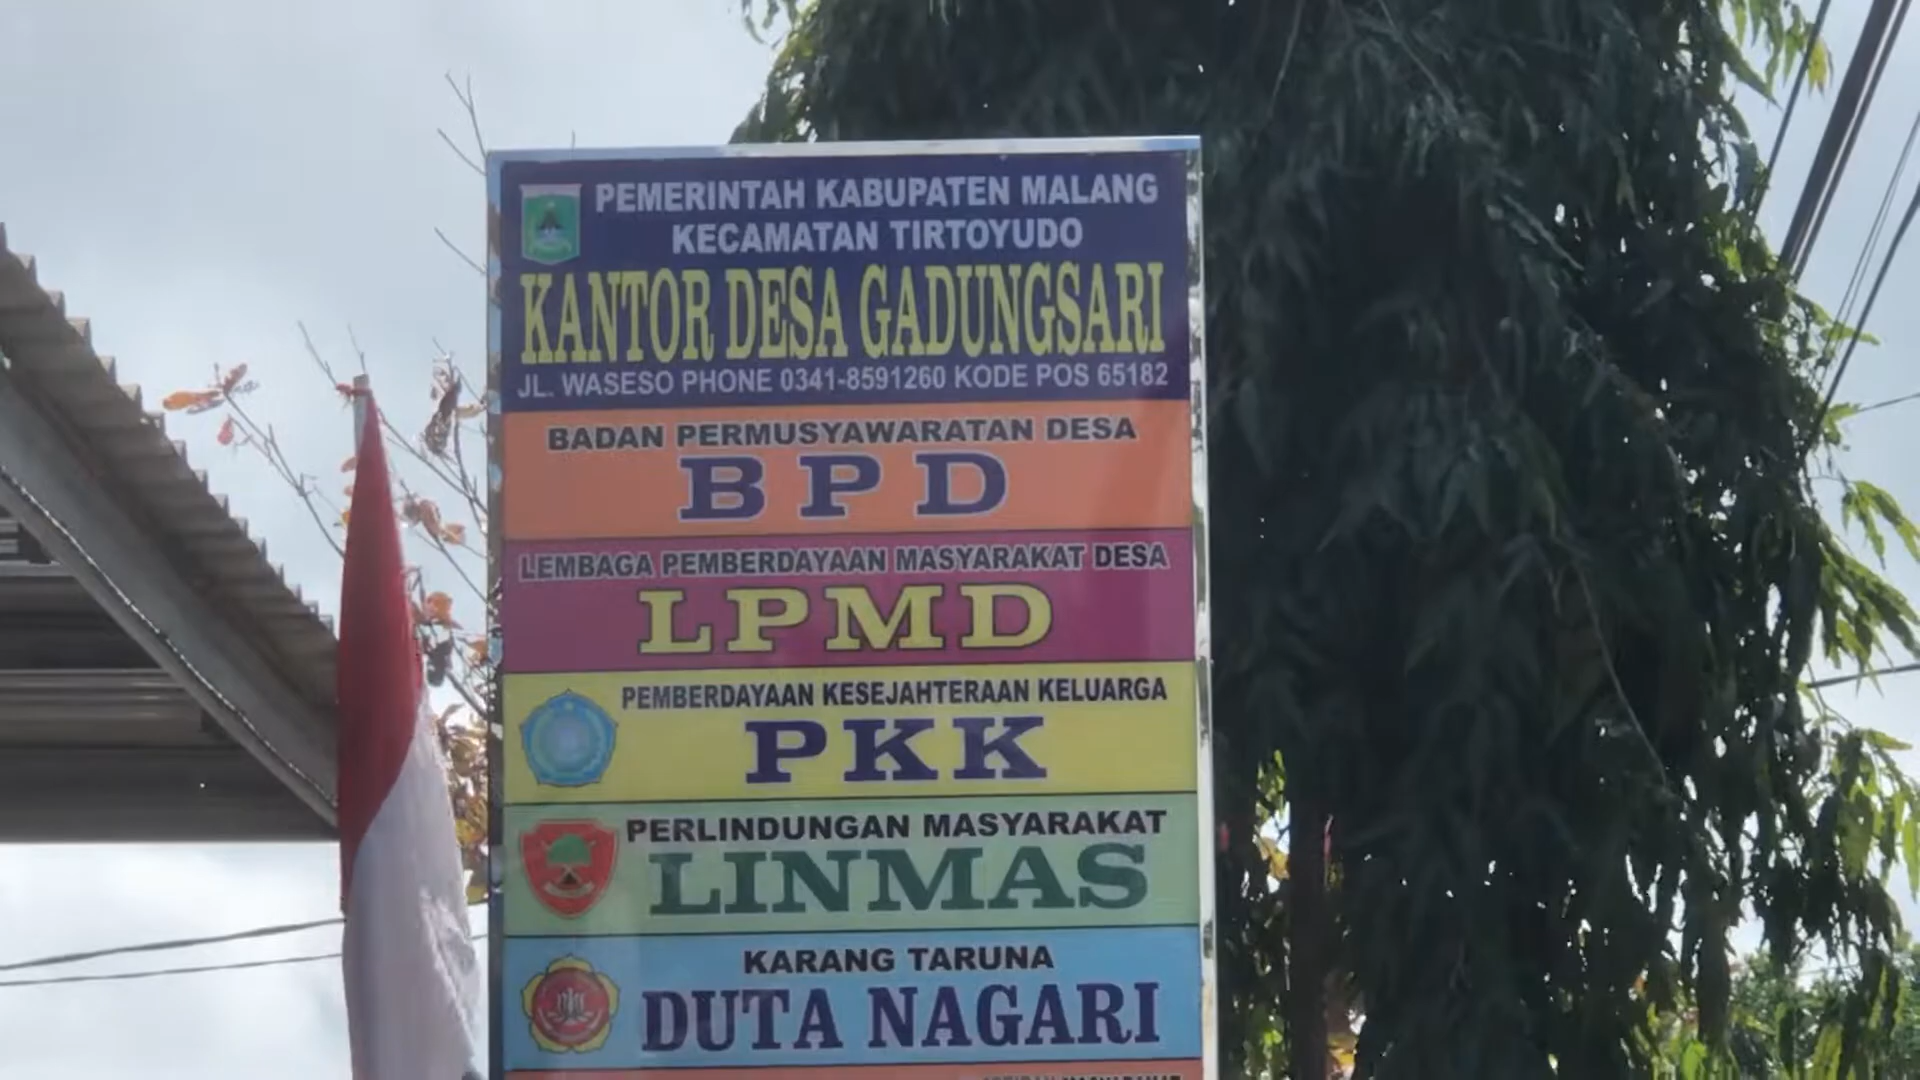 PEMERINTAH KABUPATEN MALANG
KECAMATAN TIRTOYUDO
KANTOR DESA GADUNGSARI
JL. WASESO PHONE 0341-8591260 KODE POS 65182
BADAN PERMUSYAWARATAN DESA
BPD
LEMBAGA PEMBERDAYAAN MASYARAKAT DESA
LPMD
PEMBERDAYAAN KESEJAHTERAAN KELUARGA
PKK
PERLINDUNGAN MASYARAKAT
LINMAS
KARANG TARUNA
DUTA NAGARI